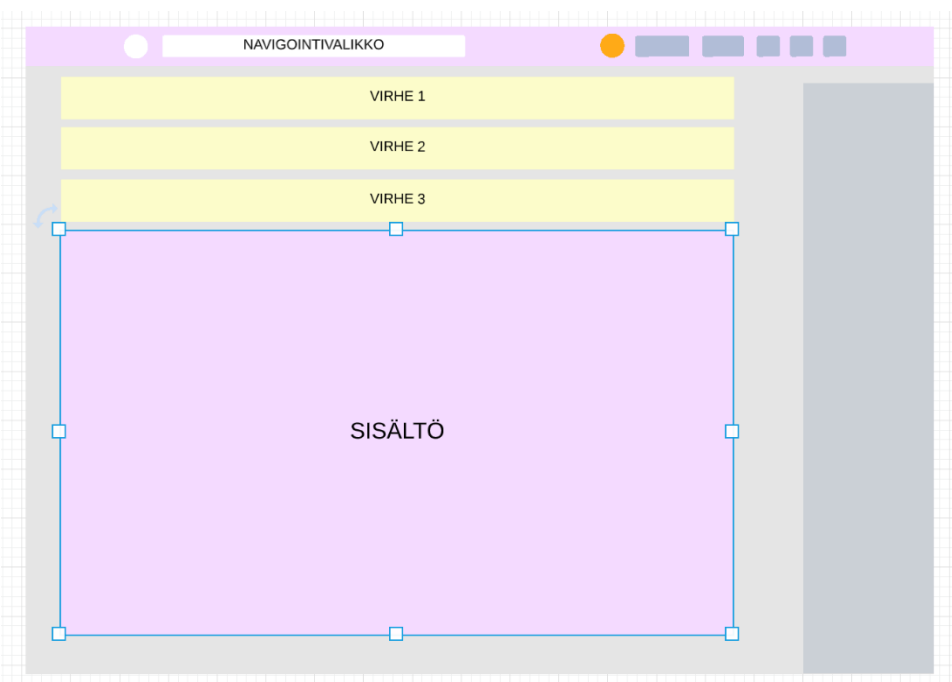 NAVIGOINTIVALIKKO
VIRHE 1
VIRHE 2
VIRHE 3
SISÄLTÖ